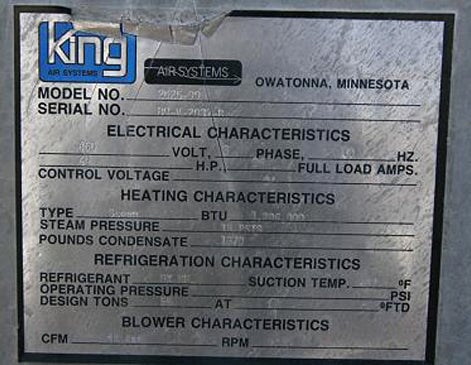 King
AIR SYSTEMS
AIR SYSTEMS
OWATONNA, MINNESOTA
MODEL NO.
SERIAL NO.
ELECTRICAL CHARACTERISTICS
VOLT, PHASE, HZ.
H.P. FULL LOAD AMPS.
CONTROL VOLTAGE
HEATING CHARACTERISTICS
TYPE BTU
STEAM PRESSURE
POUNDS CONDENSATE
REFRIGERATION CHARACTERISTICS
REFRIGERANT SUCTION TEMP. ºF
OPERATING PRESSURE PSI
DESIGN TONS AT ºFTD
BLOWER CHARACTERISTICS
CFM RPM